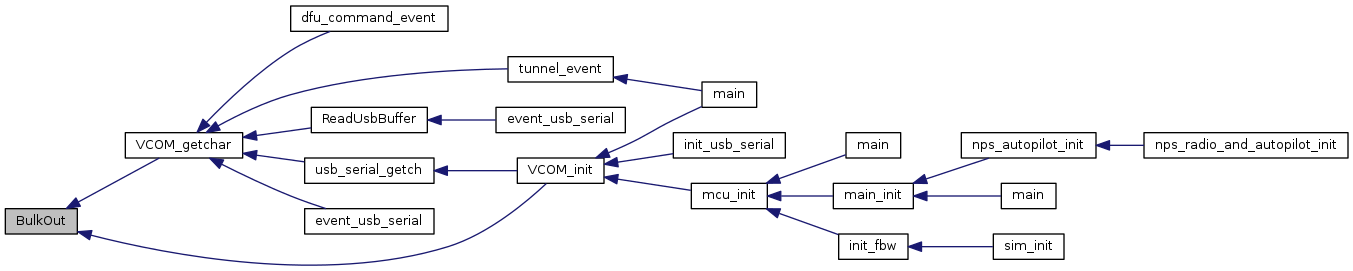 dfu_command_event
tunnel_event
main
ReadUsbBuffer
event_usb_serial
VCOM_getchar
init_usb_serial
main
nps_autopilot_init
nps_radio_and_autopilot_init
usb_serial_getch
VCOM_init
mcu_init
main_init
main
BulkOut
event_usb_serial
init_fbw
sim_init